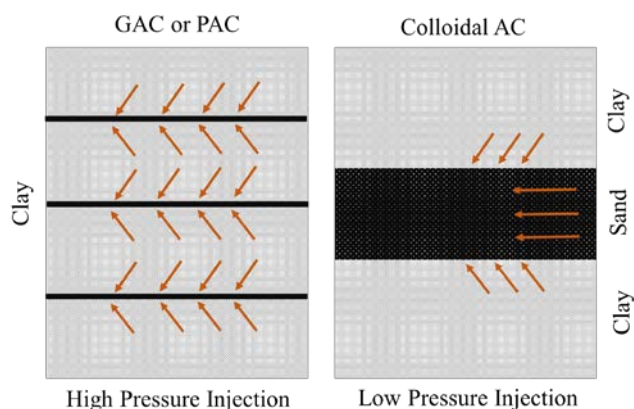 GAC or PAC
Colloidal AC
Clay
Clay
Sand
Clay
High Pressure Injection
Low Pressure Injection